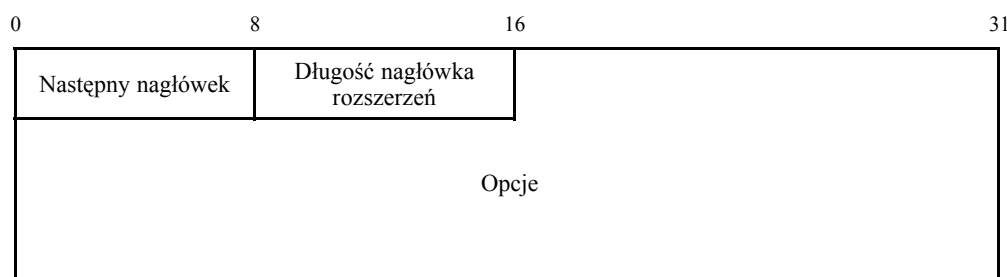 0 8 16 31
Następny nagłówek
Długość nagłówka
rozszerzeń
Opcje